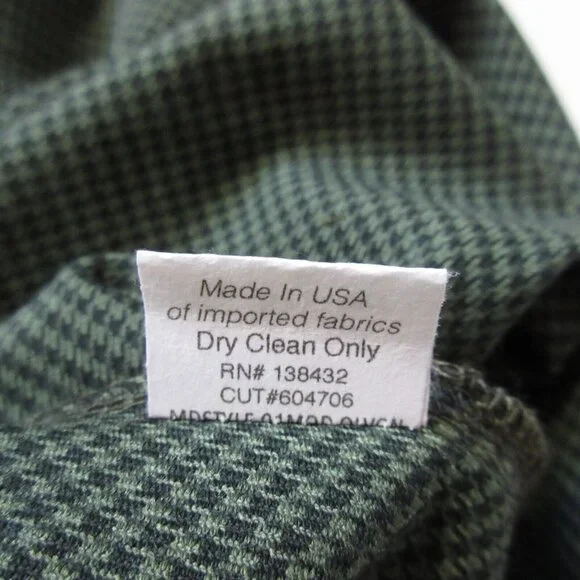 Made In USA
of imported fabrics
Dry Clean Only
RN# 138432
CUT#604706